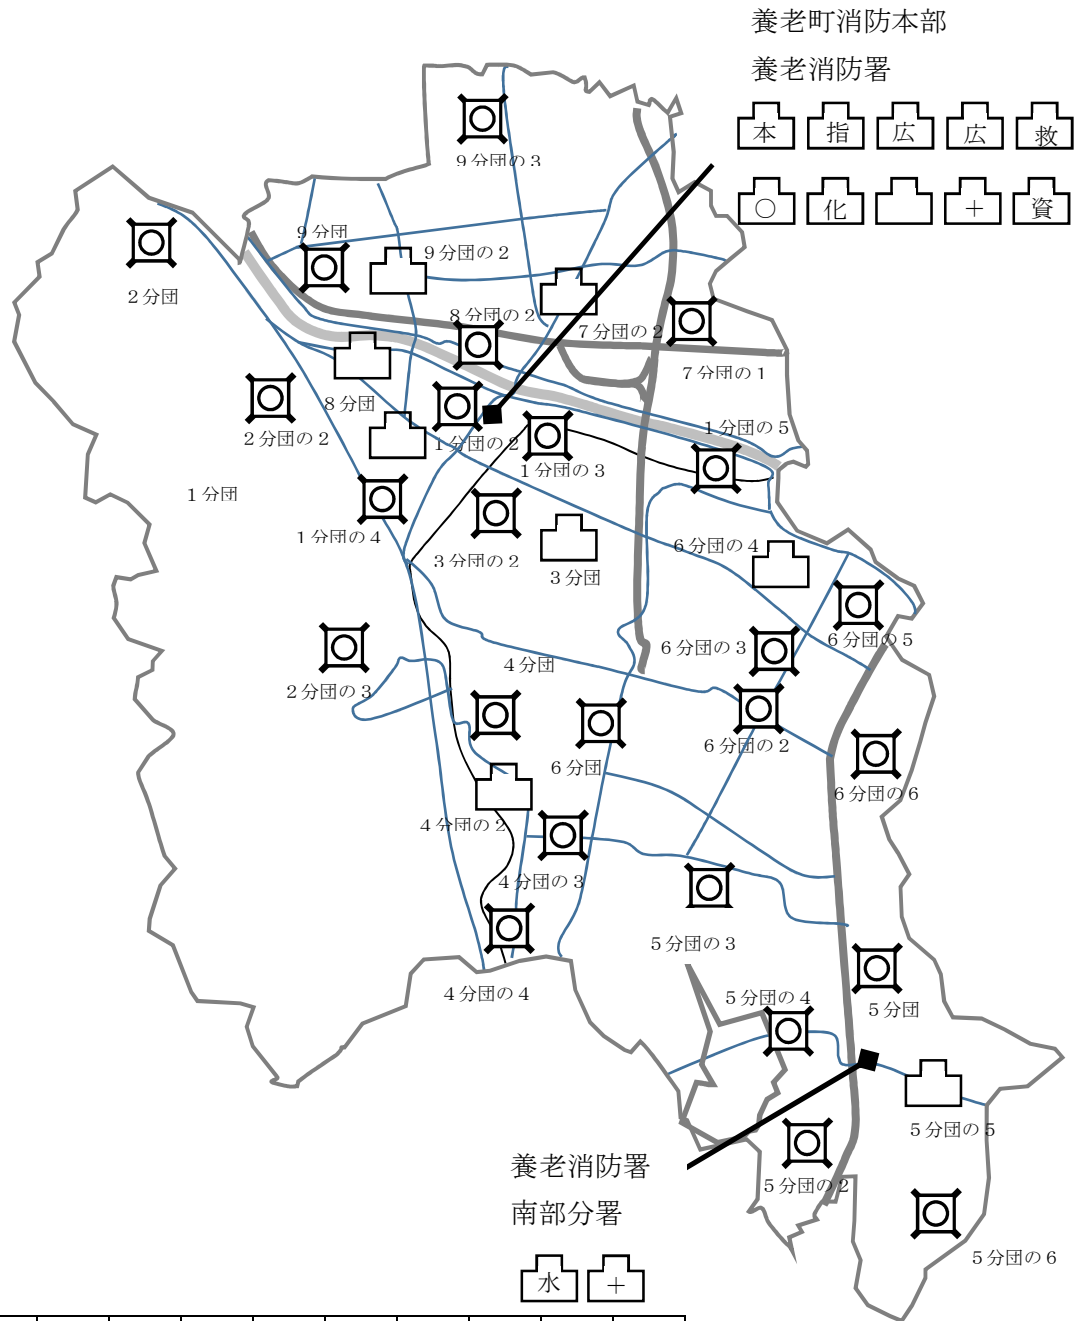 養老町消防本部
養老消防署
本 指 広 広 救
〇 化 ＋ 資
９分団の３
９分団
９分団の２
２分団
８分団の２
７分団の２
７分団の１
８分団
２分団の２
１分団の２
１分団の５
１分団の３
１分団
１分団の４
３分団の２
３分団
６分団の４
６分団の５
６分団の３
４分団
２分団の３
６分団の２
６分団
６分団の６
４分団の２
４分団の３
５分団の３
４分団の４
５分団の４
５分団
５分団の５
養老消防署
５分団の２
南部分署
５分団の６
水 ＋